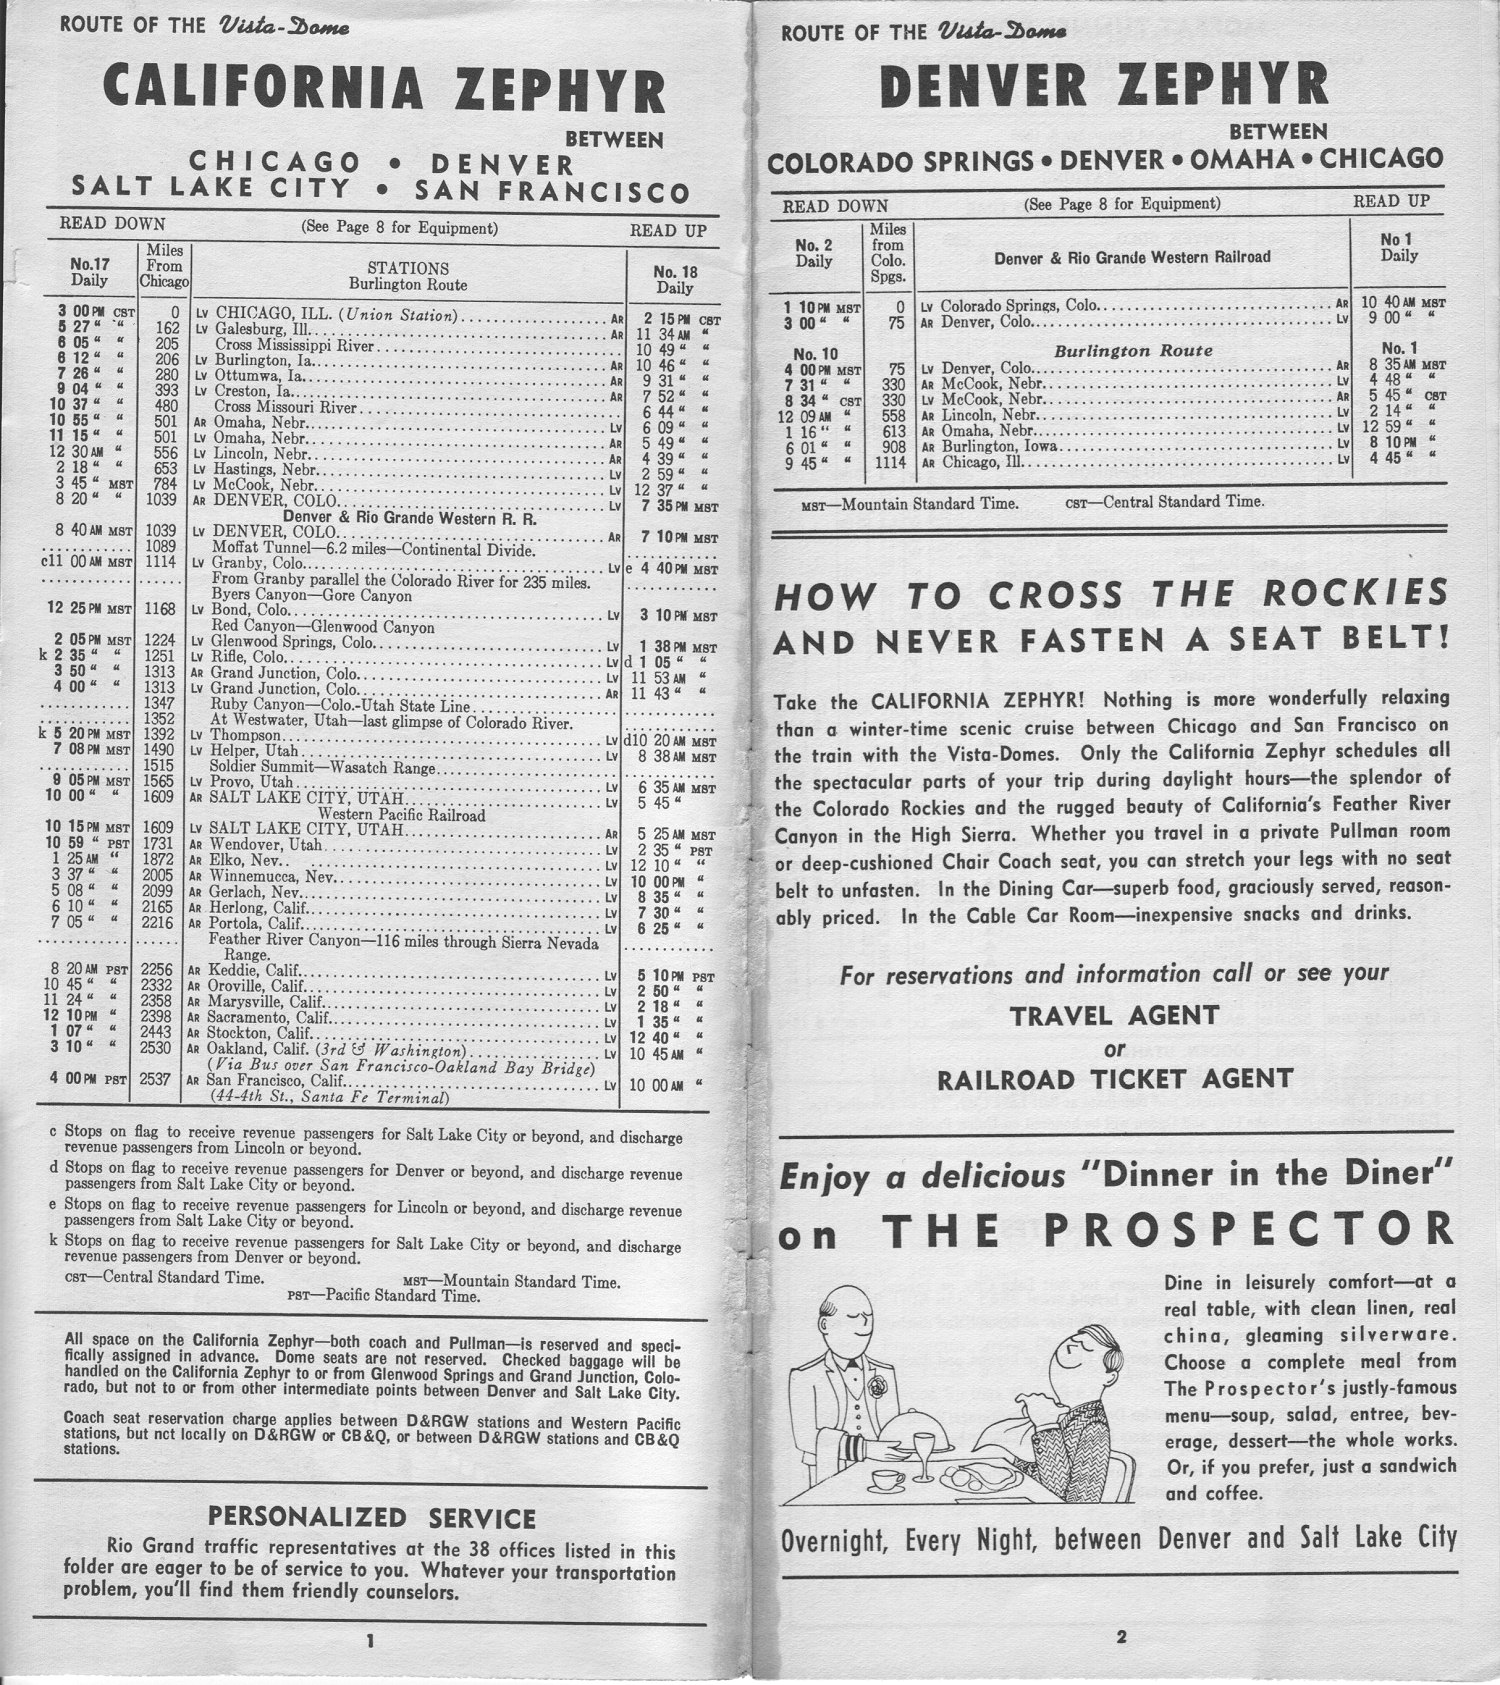 ROUTE OF THE Vista-Dome
CALIFORNIA ZEPHYR
BETWEEN
CHICAGO • DENVER
SALT LAKE CITY • SAN FRANCISCO
READ DOWN (See Page 8 for Equipment) READ UP
No.17 Daily Miles From Chicago STATIONS Burlington Route No. 18 Daily
3 00 PM CST 0 Lv CHICAGO, ILL. (Union Station) AR 2 15 PM CST
5 27 “ “ 162 Lv Galesburg, Ill. AR 11 34 AM “
6 05 “ “ 205 Cross Mississippi River 10 49 “ “
6 12 “ “ 206 Lv Burlington, Ia. AR 10 46 “ “
7 26 “ “ 280 Lv Ottumwa, Ia. AR 9 31 “ “
9 04 “ “ 393 Lv Creston, Ia. AR 7 52 “ “
10 37 “ “ 480 Cross Missouri River 6 44 “ “
10 55 “ “ 501 AR Omaha, Nebr. Lv 6 09 “ “
11 15 “ “ 501 Lv Omaha, Nebr. AR 5 49 “ “
12 30 AM “ 556 Lv Lincoln, Nebr. AR 4 39 “ “
2 18 “ “ 653 Lv Hastings, Nebr. Lv 2 59 “ “
3 45 “ MST 784 Lv McCook, Nebr. Lv 12 37 “ “
8 20 “ “ 1039 AR DENVER, COLO. Lv 7 35 PM MST
Denver & Rio Grande Western R. R.
8 40 AM MST 1039 Lv DENVER, COLO. AR 7 10 PM MST
1089 Moffat Tunnel—6.2 miles—Continental Divide.
c11 00 AM MST 1114 Lv Granby, Colo. Lv e 4 40 PM MST
From Granby parallel the Colorado River for 235 miles.
Byers Canyon—Gore Canyon
12 25 PM MST 1168 Lv Bond, Colo. Lv 3 10 PM MST
Red Canyon—Glenwood Canyon
2 05 PM MST 1224 Lv Glenwood Springs, Colo. Lv 1 38 PM MST
k 2 35 “ “ 1251 Lv Rifle, Colo. Lv d 1 05 “ “
3 50 “ “ 1313 AR Grand Junction, Colo. Lv 11 53 AM “
4 00 “ “ 1313 Lv Grand Junction, Colo. AR 11 43 “ “
1347 Ruby Canyon—Colo.-Utah State Line
1352 At Westwater, Utah—last glimpse of Colorado River.
k 5 20 PM MST 1392 Lv Thompson Lv d10 20 AM MST
7 08 PM MST 1490 Lv Helper, Utah Lv 8 38 AM MST
1515 Soldier Summit—Wasatch Range
9 05 PM MST 1565 Lv Provo, Utah Lv 6 35 AM MST
10 00 “ “ 1609 AR SALT LAKE CITY, UTAH Lv 5 45 “
Western Pacific Railroad
10 15 PM MST 1609 Lv SALT LAKE CITY, UTAH AR 5 25 AM MST
10 59 “ PST 1731 AR Wendover, Utah Lv 2 35 “ PST
1 25 AM “ 1872 AR Elko, Nev. Lv 12 10 “ “
3 37 “ “ 2005 AR Winnemucca, Nev. Lv 10 00 PM “
5 08 “ “ 2099 AR Gerlach, Nev. Lv 8 35 “ “
6 10 “ “ 2165 AR Herlong, Calif. Lv 7 30 “ “
7 05 “ “ 2216 AR Portola, Calif. Lv 6 25 “ “
Feather River Canyon—116 miles through Sierra Nevada
Range.
8 20 AM PST 2256 AR Keddie, Calif. Lv 5 10 PM PST
10 45 “ “ 2332 AR Oroville, Calif. Lv 2 50 “ “
11 24 “ “ 2358 AR Marysville, Calif. Lv 2 18 “ “
12 10 PM “ 2398 AR Sacramento, Calif. Lv 1 35 “ “
1 07 “ “ 2443 AR Stockton, Calif. Lv 12 40 “ “
3 10 “ “ 2530 AR Oakland, Calif. (3rd & Washington) Lv 10 45 AM “
(Via Bus over San Francisco-Oakland Bay Bridge)
4 00 PM PST 2537 AR San Francisco, Calif. Lv 10 00 AM “
(44-4th St., Santa Fe Terminal)
c Stops on flag to receive revenue passengers for Salt Lake City or beyond, and discharge
revenue passengers from Lincoln or beyond.
d Stops on flag to receive revenue passengers for Denver or beyond, and discharge revenue
passengers from Salt Lake City or beyond.
e Stops on flag to receive revenue passengers for Lincoln or beyond, and discharge revenue
passengers from Salt Lake City or beyond.
k Stops on flag to receive revenue passengers for Salt Lake City or beyond, and discharge
revenue passengers from Denver or beyond.
CST—Central Standard Time. MST—Mountain Standard Time.
PST—Pacific Standard Time.
All space on the California Zephyr—both coach and Pullman—is reserved and speci-
fically assigned in advance. Dome seats are not reserved. Checked baggage will be
handled on the California Zephyr to or from Glenwood Springs and Grand Junction, Colo-
rado, but not to or from other intermediate points between Denver and Salt Lake City.
Coach seat reservation charge applies between D&RGW stations and Western Pacific
stations, but nct locally on D&RGW or CB&Q, or between D&RGW stations and CB&Q
stations.
PERSONALIZED SERVICE
Rio Grand traffic representatives at the 38 offices listed in this
folder are eager to be of service to you. Whatever your transportation
problem, you'll find them friendly counselors.
1
ROUTE OF THE Vista-Dome
DENVER ZEPHYR
BETWEEN
COLORADO SPRINGS • DENVER • OMAHA • CHICAGO
READ DOWN (See Page 8 for Equipment) READ UP
No. 2 Daily Miles from Colo. Spgs. Denver & Rio Grande Western Railroad No 1 Daily
1 10 PM MST 0 Lv Colorado Springs, Colo. AR 10 40 AM MST
3 00 “ “ 75 AR Denver, Colo. Lv 9 00 “ “
No. 10 Burlington Route No. 1
4 00 PM MST 75 Lv Denver, Colo. AR 8 35 AM MST
7 31 “ “ 330 AR McCook, Nebr. Lv 4 48 “ “
8 34 “ CST 330 Lv McCook, Nebr. AR 5 45 “ CST
12 09 AM “ 558 AR Lincoln, Nebr. Lv 2 14 “ “
1 16 “ “ 613 AR Omaha, Nebr. Lv 12 59 “ “
6 01 “ “ 908 AR Burlington, Iowa Lv 8 10 PM “
9 45 “ “ 1114 AR Chicago, Ill. Lv 4 45 “ “
MST—Mountain Standard Time. CST—Central Standard Time.
HOW TO CROSS THE ROCKIES
AND NEVER FASTEN A SEAT BELT!
Take the CALIFORNIA ZEPHYR! Nothing is more wonderfully relaxing
than a winter-time scenic cruise between Chicago and San Francisco on
the train with the Vista-Domes. Only the California Zephyr schedules all
the spectacular parts of your trip during daylight hours—the splendor of
the Colorado Rockies and the rugged beauty of California's Feather River
Canyon in the High Sierra. Whether you travel in a private Pullman room
or deep-cushioned Chair Coach seat, you can stretch your legs with no seat
belt to unfasten. In the Dining Car—superb food, graciously served, reason-
ably priced. In the Cable Car Room—inexpensive snacks and drinks.
For reservations and information call or see your
TRAVEL AGENT
or
RAILROAD TICKET AGENT
Enjoy a delicious "Dinner in the Diner"
on THE PROSPECTOR
Dine in leisurely comfort—at a
real table, with clean linen, real
china, gleaming silverware.
Choose a complete meal from
The Prospector's justly-famous
menu—soup, salad, entree, bev-
erage, dessert—the whole works.
Or, if you prefer, just a sandwich
and coffee.
Overnight, Every Night, between Denver and Salt Lake City
2